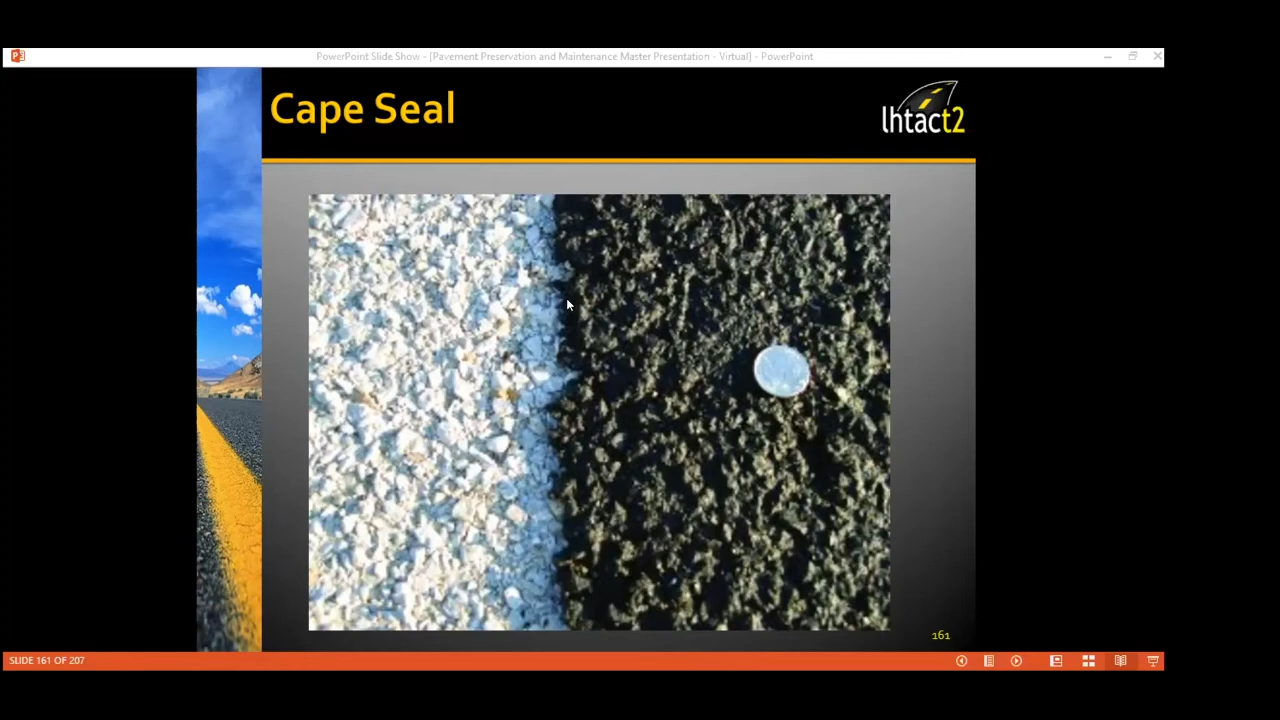 PowerPoint Slide Show - [Pavement Preservation and Maintenance Master Presentation - Virtual] - PowerPoint
Cape Seal
lhtact2
161
SLIDE 161 OF 207